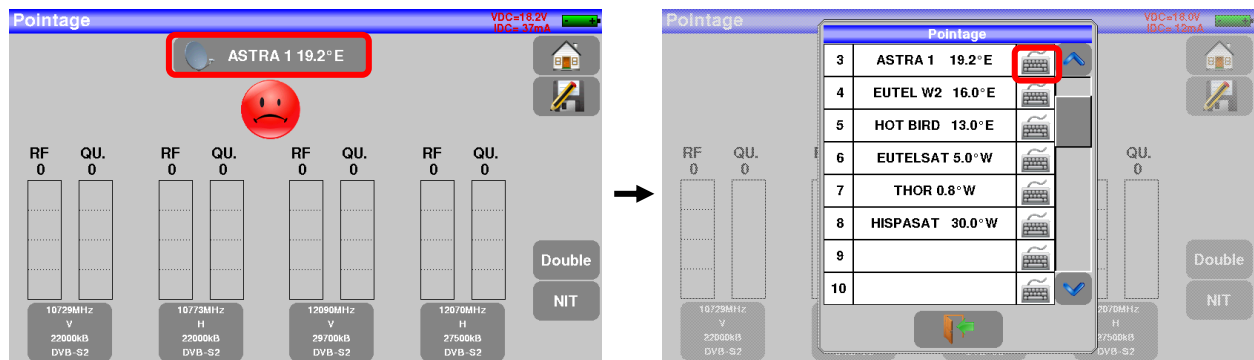 Pointage
VDC=18.2V
IDC= 37mA
ASTRA 1 19.2°E
RF QU. RF QU. RF QU. RF QU.
0 0 0 0 0 0 0 0
Double
NIT
10729MHz 10773MHz 12090MHz 12070MHz
V H V H
22000kB 22000kB 29700kB 27500kB
DVB-S2 DVB-S2 DVB-S2 DVB-S2
Pointage
VDC=18.0V
IDC= 12mA
Pointage
3 ASTRA 1 19.2°E
4 EUTEL W2 16.0°E
5 HOT BIRD 13.0°E
6 EUTELSAT 5.0°W
7 THOR 0.8°W
8 HISPASAT 30.0°W
9
10
RF QU. QU.
0 0 0
Double
NIT
10729MHz 2070MHz
V H
22000kB 7500kB
DVB-S2 DVB-S2